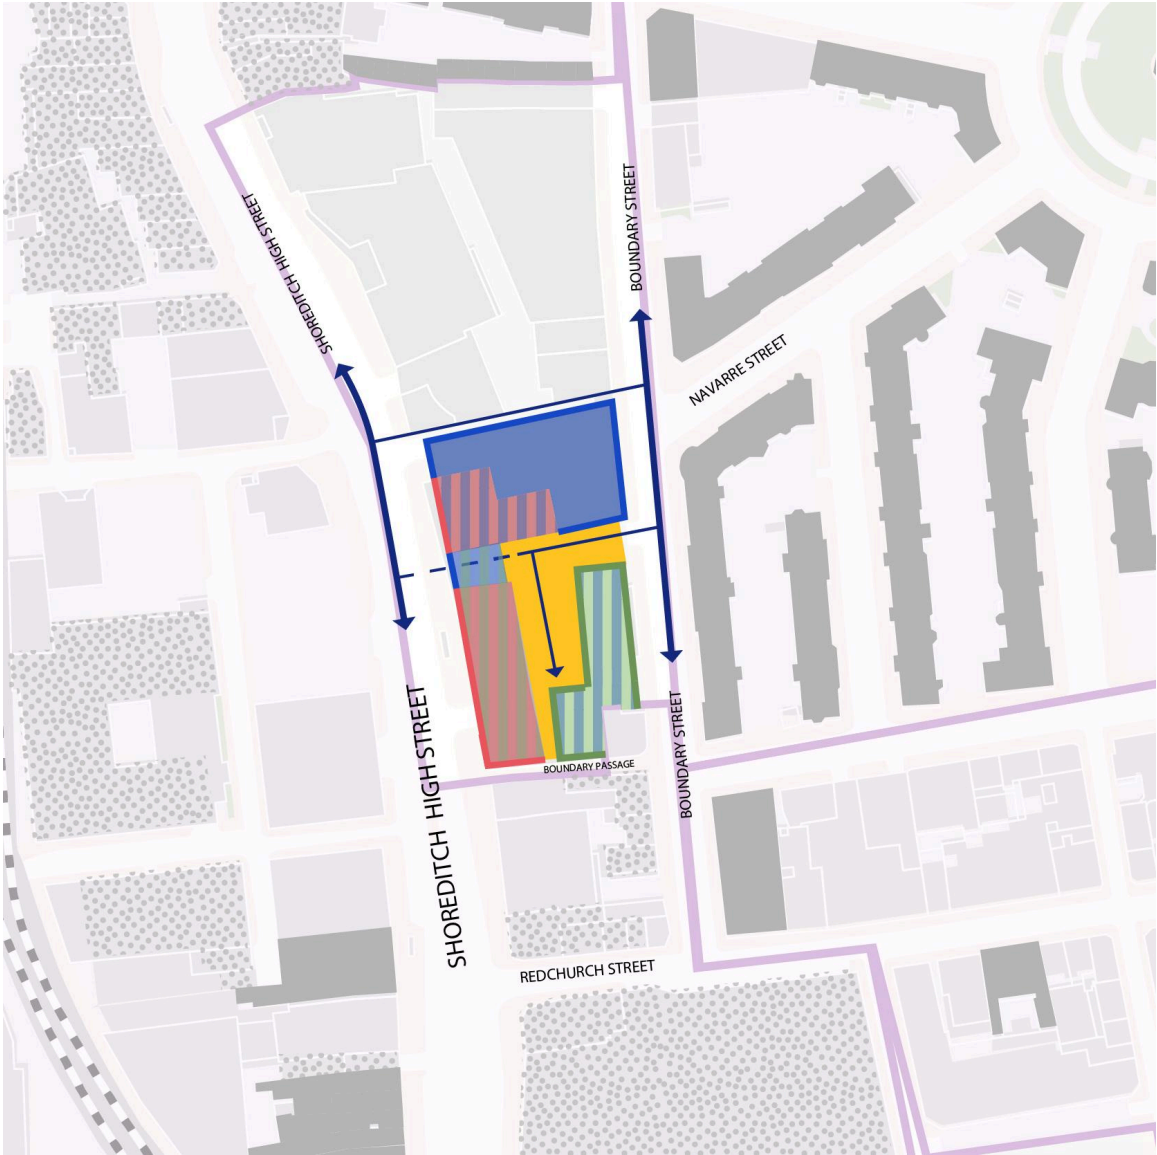 BOUNDARY STREET
SHOREDITCH HIGH STREET
NAVARRE STREET
SHOREDITCH HIGH STREET
BOUNDARY STREET
BOUNDARY PASSAGE
REDCHURCH STREET